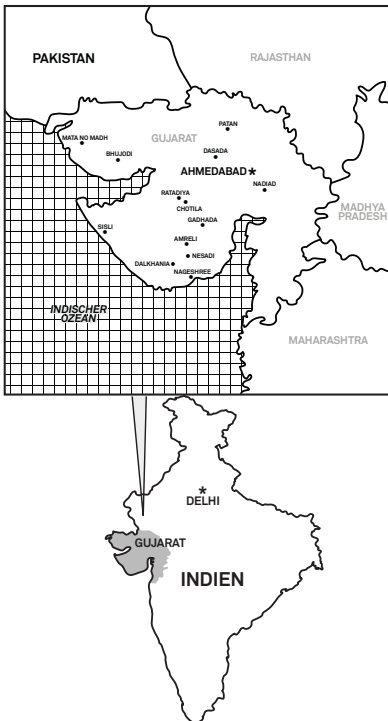 PAKISTAN
RAJASTHAN
PATAN
MATA NO MADH
GUJARAT
DASADA
BHUJODI
AHMEDABAD*
NADIAD
RATADIYA
CHOTILA
MADHYA
PRADESH
GADHADA
SISLI
AMRELI
NESADI
DALKHANIA
NAGESHREE
INDISCHER
OZEAN
MAHARASHTRA
*
DELHI
GUJARAT
INDIEN